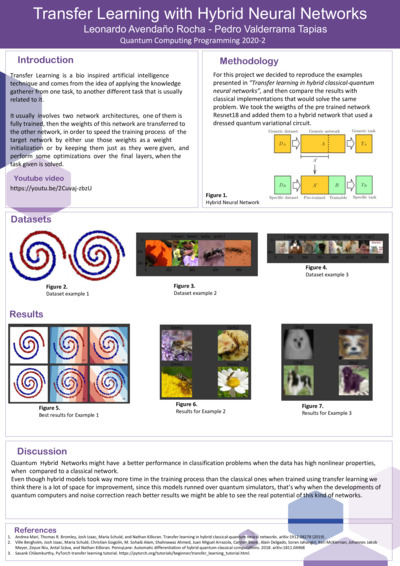 Transfer Learning with Hybrid Neural Networks
Leonardo Avendaño Rocha - Pedro Valderrama Tapias
Quantum Computing Programming 2020-2
Introduction
Transfer Learning is a bio inspired artificial intelligence
technique and comes from the idea of applying the knowledge
gatherer from one task, to another different task that is usually
related to it.
It usually involves two network architectures, one of them is
fully trained, then the weights of this network are transferred to
the other network, in order to speed the training process of the
target network by either use those weights as a weight
initialization or by keeping them just as they were given, and
perform some optimizations over the final layers, when the
task given is solved.
Youtube video
https://youtu.be/2Cuvaj-zbzU
Methodology
For this project we decided to reproduce the examples
presented in "Transfer learning in hybrid classical-quantum
neural networks", and then compare the results with
classical implementations that would solve the same
problem. We took the weights of the pre trained network
Resnet18 and added them to a hybrid network that used a
dressed quantum variational circuit.
Generic dataset Generic network Generic task
D_A A T_A
A'
D_B A' B T_B
Specific dataset Pre-trained Trainable Specific task
Figure 1.
Hybrid Neural Network
Datasets
Figure 2.
Dataset example 1
Figure 3.
Dataset example 2
Figure 4.
Dataset example 3
Results
Figure 5.
Best results for Example 1
Figure 6.
Results for Example 2
Figure 7.
Results for Example 3
Discussion
Quantum Hybrid Networks might have a better performance in classification problems when the data has high nonlinear properties,
when compared to a classical network.
Even though hybrid models took way more time in the training process than the classical ones when trained using transfer learning we
think there is a lot of space for improvement, since this models runned over quantum simulators, that's why when the developments of
quantum computers and noise correction reach better results we might be able to see the real potential of this kind of networks.
References
1. Andrea Mari, Thomas R. Bromley, Josh Izaac, Maria Schuld, and Nathan Killoran. Transfer learning in hybrid classical-quantum neural networks. arXiv:1912.08278 (2019).
2. Ville Bergholm, Josh Izaac, Maria Schuld, Christian Gogolin, M. Sohaib Alam, Shahnawaz Ahmed, Juan Miguel Arrazola, Carsten Blank, Alain Delgado, Soran Jahangiri, Keri McKiernan, Johannes Jakob
Meyer, Zeyue Niu, Antal Száva, and Nathan Killoran. PennyLane: Automatic differentiation of hybrid quantum-classical computations. 2018. arXiv:1811.04968
3. Sasank Chilamkurthy. PyTorch transfer learning tutorial. https://pytorch.org/tutorials/beginner/transfer_learning_tutorial.html.